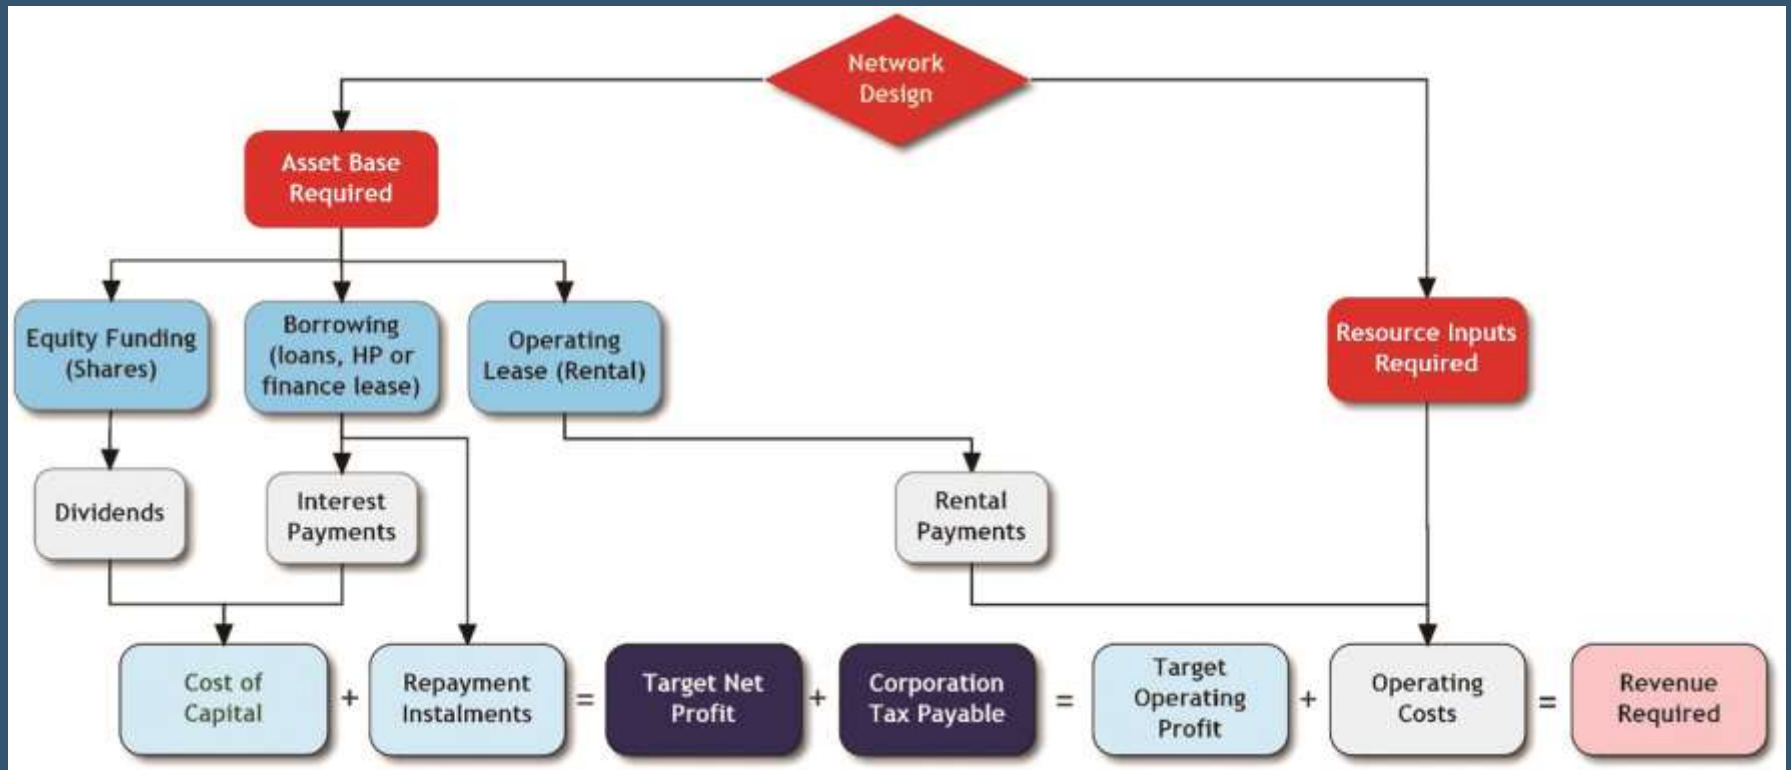 Network
Design
Asset Base
Required
Equity Funding
(Shares)
Borrowing
(loans, HP or
finance lease)
Operating
Lease (Rental)
Resource Inputs
Required
Dividends
Interest
Payments
Rental
Payments
Cost of
Capital
+
Repayment
Instalments
=
Target Net
Profit
+
Corporation
Tax Payable
=
Target
Operating
Profit
+
Operating
Costs
=
Revenue
Required